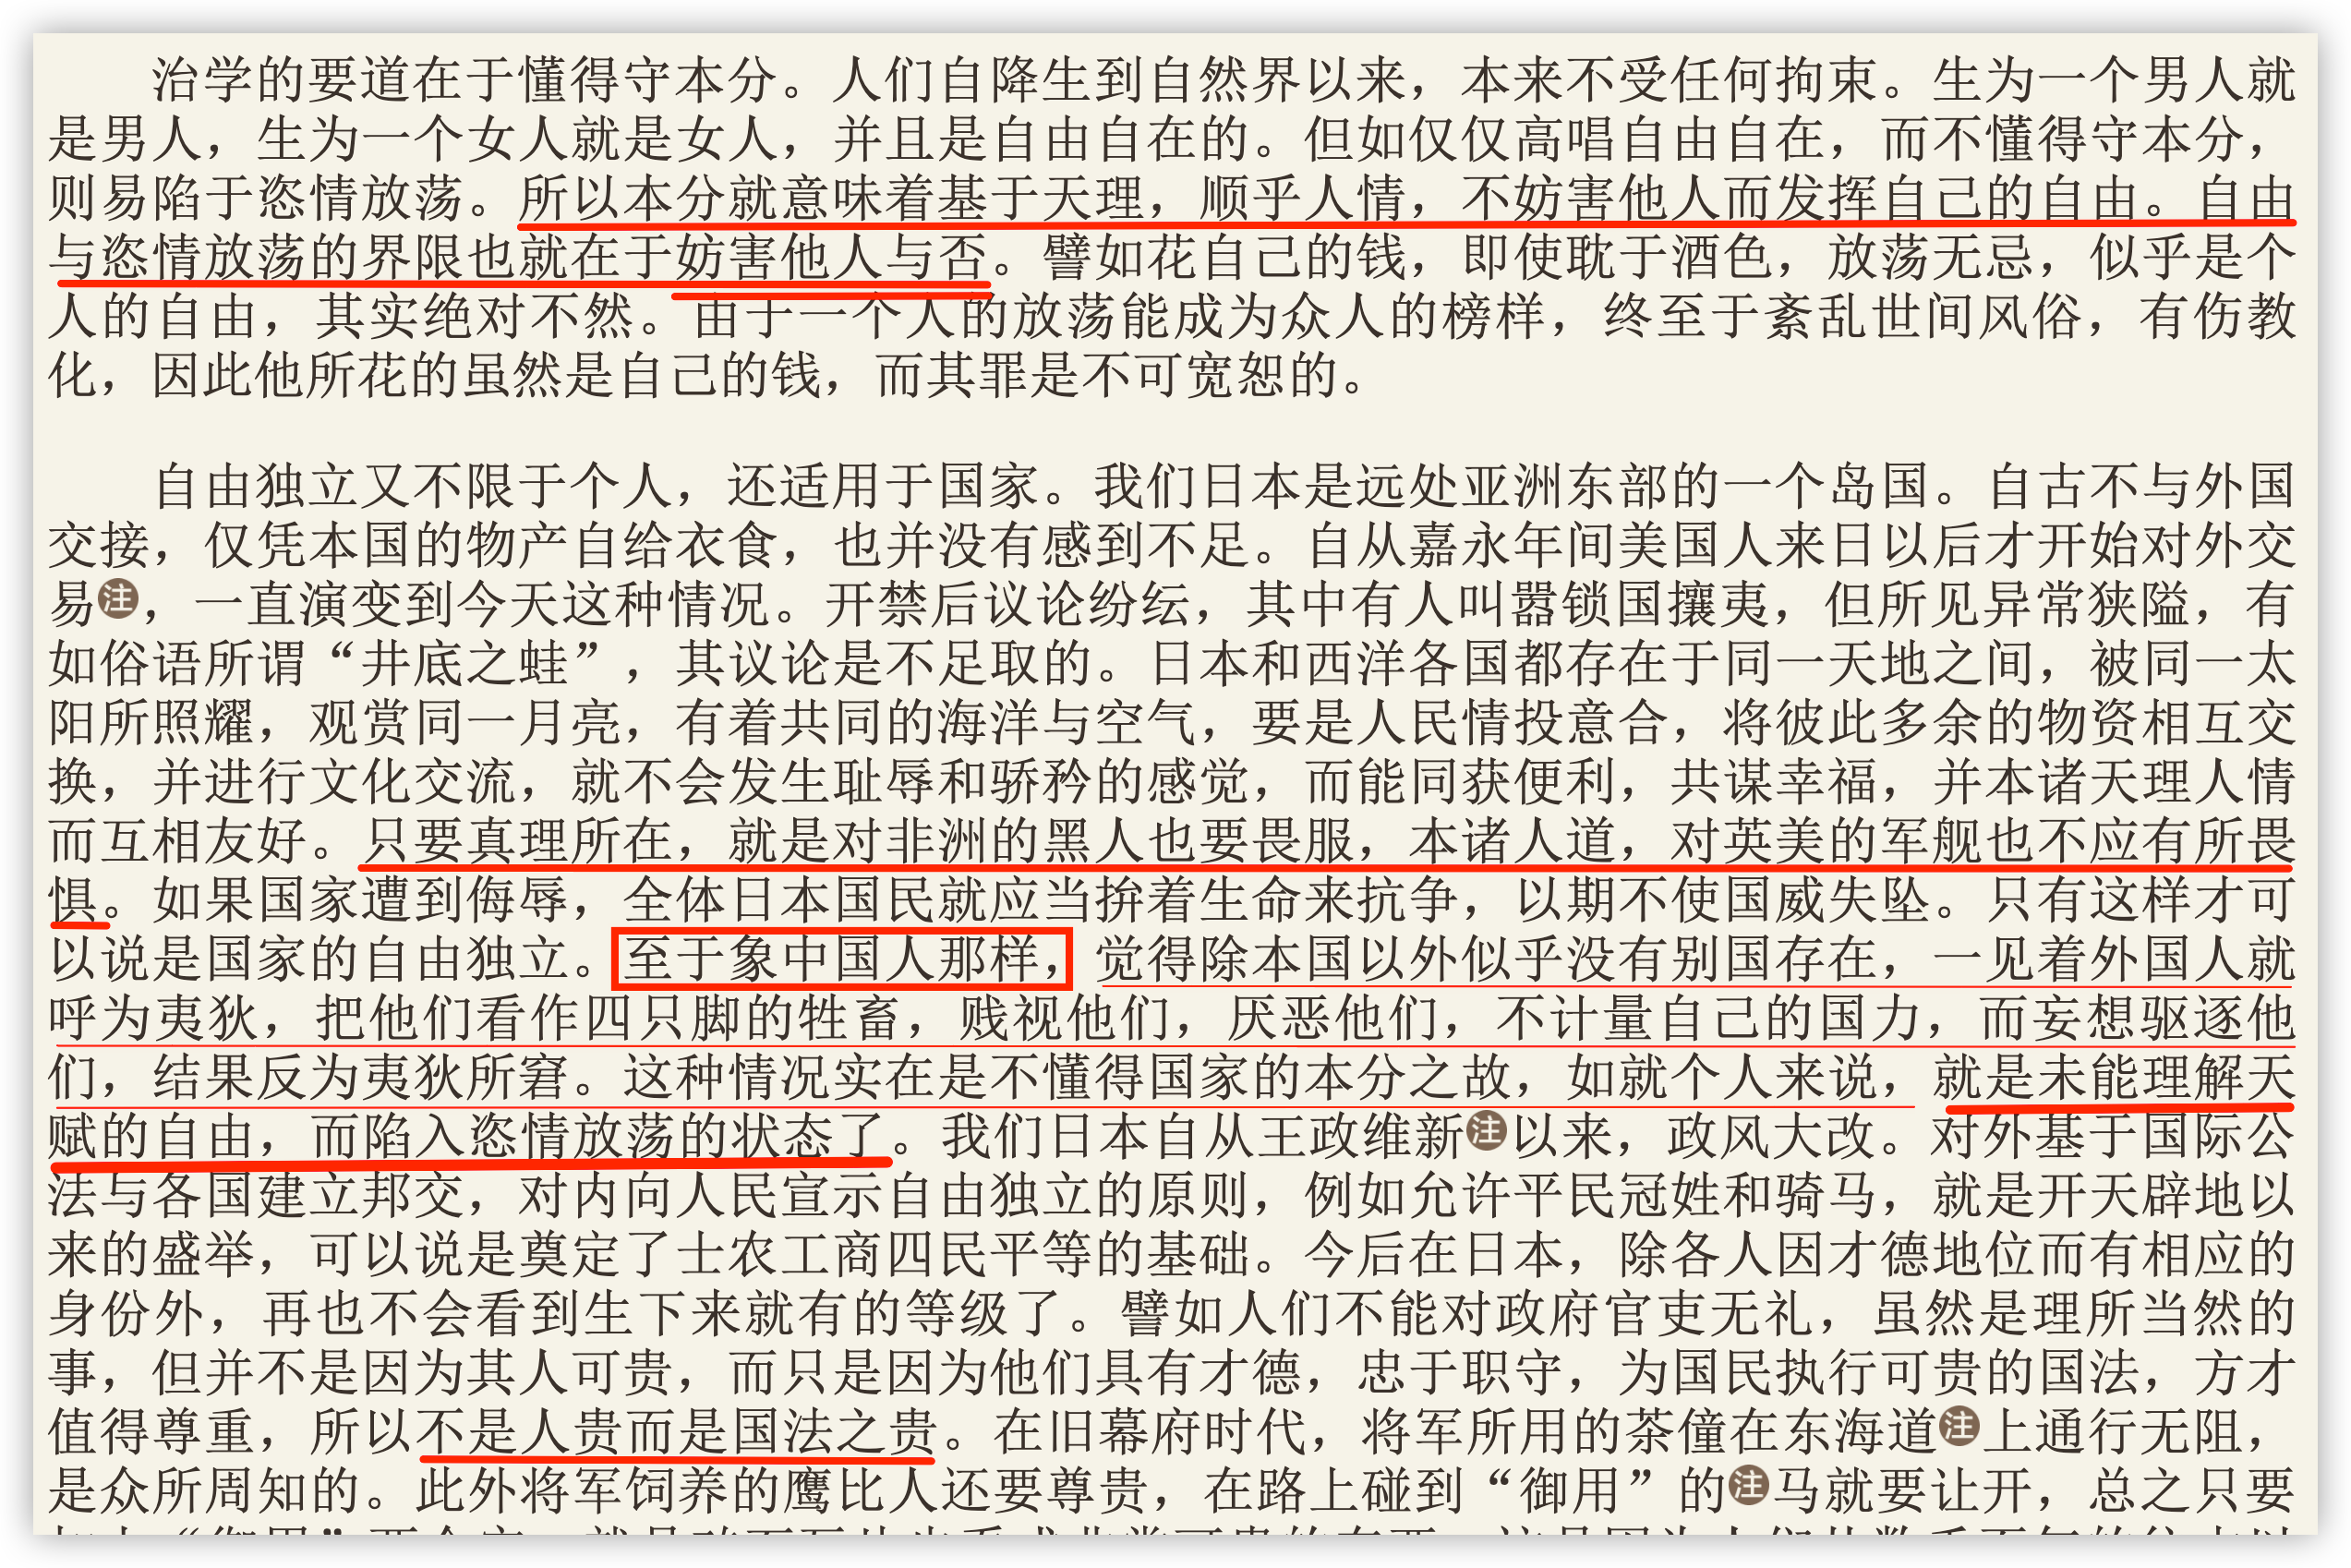 治学的要道在于懂得守本分。人们自降生到自然界以来，本来不受任何拘束。生为一个男人就
是男人，生为一个女人就是女人，并且是自由自在的。但如仅仅高唱自由自在，而不懂得守本分，
则易陷于恣情放荡。所以本分就意味着基于天理，顺乎人情，不妨害他人而发挥自己的自由。自由
与恣情放荡的界限也就在于妨害他人与否。譬如花自己的钱，即使耽于酒色，放荡无忌，似乎是个
人的自由，其实绝对不然。由于一个人的放荡能成为众人的榜样，终至于紊乱世间风俗，有伤教
化，因此他所花的虽然是自己的钱，而其罪是不可宽恕的。
自由独立又不限于个人，还适用于国家。我们日本是远处亚洲东部的一个岛国。自古不与外国
交接，仅凭本国的物产自给衣食，也并没有感到不足。自从嘉永年间美国人来日以后才开始对外交
易注，一直演变到今天这种情况。开禁后议论纷纭，其中有人叫嚣锁国攘夷，但所见异常狭隘，有
如俗语所谓“井底之蛙”，其议论是不足取的。日本和西洋各国都存在于同一天地之间，被同一太
阳所照耀，观赏同一月亮，有着共同的海洋与空气，要是人民情投意合，将彼此多余的物资相互交
换，并进行文化交流，就不会发生耻辱和骄矜的感觉，而能同获便利，共谋幸福，并本诸天理人情
而互相友好。只要真理所在，就是对非洲的黑人也要畏服，本诸人道，对英美的军舰也不应有所畏
惧。如果国家遭到侮辱，全体日本国民就应当拚着生命来抗争，以期不使国威失坠。只有这样才可
以说是国家的自由独立。至于象中国人那样，觉得除本国以外似乎没有别国存在，一见着外国人就
呼为夷狄，把他们看作四只脚的牲畜，贱视他们，厌恶他们，不计量自己的国力，而妄想驱逐他
们，结果反为夷狄所窘。这种情况实在是不懂得国家的本分之故，如就个人来说，就是未能理解天
赋的自由，而陷入恣情放荡的状态了。我们日本自从王政维新注以来，政风大改。对外基于国际公
法与各国建立邦交，对内向人民宣示自由独立的原则，例如允许平民冠姓和骑马，就是开天辟地以
来的盛举，可以说是奠定了士农工商四民平等的基础。今后在日本，除各人因才德地位而有相应的
身份外，再也不会看到生下来就有的等级了。譬如人们不能对政府官吏无礼，虽然是理所当然的
事，但并不是因为其人可贵，而只是因为他们具有才德，忠于职守，为国民执行可贵的国法，方才
值得尊重，所以不是人贵而是国法之贵。在旧幕府时代，将军所用的茶僮在东海道注上通行无阻，
是众所周知的。此外将军饲养的鹰比人还要尊贵，在路上碰到“御用”的注马就要让开，总之只要